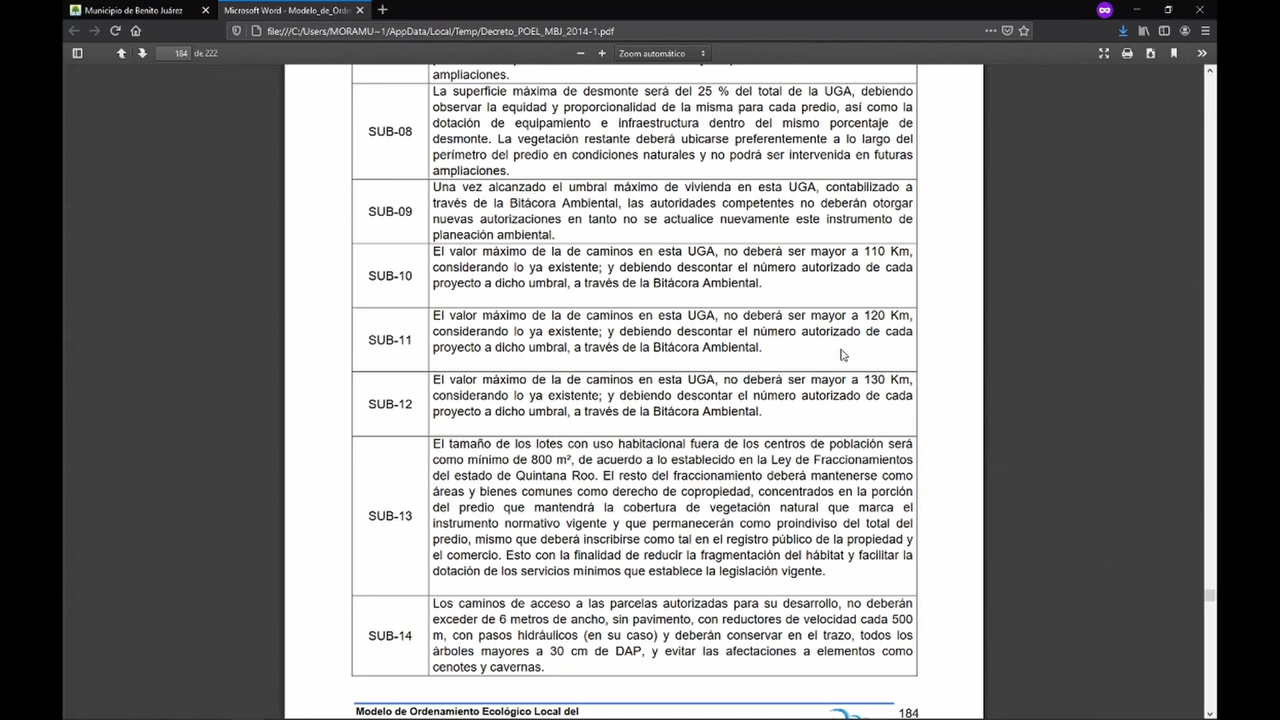 Municipio de Benito Juárez
Microsoft Word - Modelo_de_Orde
file:///C:/Users/MORAMU~1/AppData/Local/Temp/Decreto_POEL_MBJ_2014-1.pdf
184 de 222
Zoom automático
ampliaciones.
SUB-08
La superficie máxima de desmonte será del 25 % del total de la UGA, debiendo
observar la equidad y proporcionalidad de la misma para cada predio, así como la
dotación de equipamiento e infraestructura dentro del mismo porcentaje de
desmonte. La vegetación restante deberá ubicarse preferentemente a lo largo del
perímetro del predio en condiciones naturales y no podrá ser intervenida en futuras
ampliaciones.
SUB-09
Una vez alcanzado el umbral máximo de vivienda en esta UGA, contabilizado a
través de la Bitácora Ambiental, las autoridades competentes no deberán otorgar
nuevas autorizaciones en tanto no se actualice nuevamente este instrumento de
planeación ambiental.
SUB-10
El valor máximo de la de caminos en esta UGA, no deberá ser mayor a 110 Km,
considerando lo ya existente; y debiendo descontar el número autorizado de cada
proyecto a dicho umbral, a través de la Bitácora Ambiental.
SUB-11
El valor máximo de la de caminos en esta UGA, no deberá ser mayor a 120 Km,
considerando lo ya existente; y debiendo descontar el número autorizado de cada
proyecto a dicho umbral, a través de la Bitácora Ambiental.
SUB-12
El valor máximo de la de caminos en esta UGA, no deberá ser mayor a 130 Km,
considerando lo ya existente; y debiendo descontar el número autorizado de cada
proyecto a dicho umbral, a través de la Bitácora Ambiental.
SUB-13
El tamaño de los lotes con uso habitacional fuera de los centros de población será
como mínimo de 800 m², de acuerdo a lo establecido en la Ley de Fraccionamientos
del estado de Quintana Roo. El resto del fraccionamiento deberá mantenerse como
áreas y bienes comunes como derecho de copropiedad, concentrados en la porción
del predio que mantendrá la cobertura de vegetación natural que marca el
instrumento normativo vigente y que permanecerán como proindiviso del total del
predio, mismo que deberá inscribirse como tal en el registro público de la propiedad y
el comercio. Esto con la finalidad de reducir la fragmentación del hábitat y facilitar la
dotación de los servicios mínimos que establece la legislación vigente.
SUB-14
Los caminos de acceso a las parcelas autorizadas para su desarrollo, no deberán
exceder de 6 metros de ancho, sin pavimento, con reductores de velocidad cada 500
m, con pasos hidráulicos (en su caso) y deberán conservar en el trazo, todos los
árboles mayores a 30 cm de DAP, y evitar las afectaciones a elementos como
cenotes y cavernas.
Modelo de Ordenamiento Ecológico Local del
184